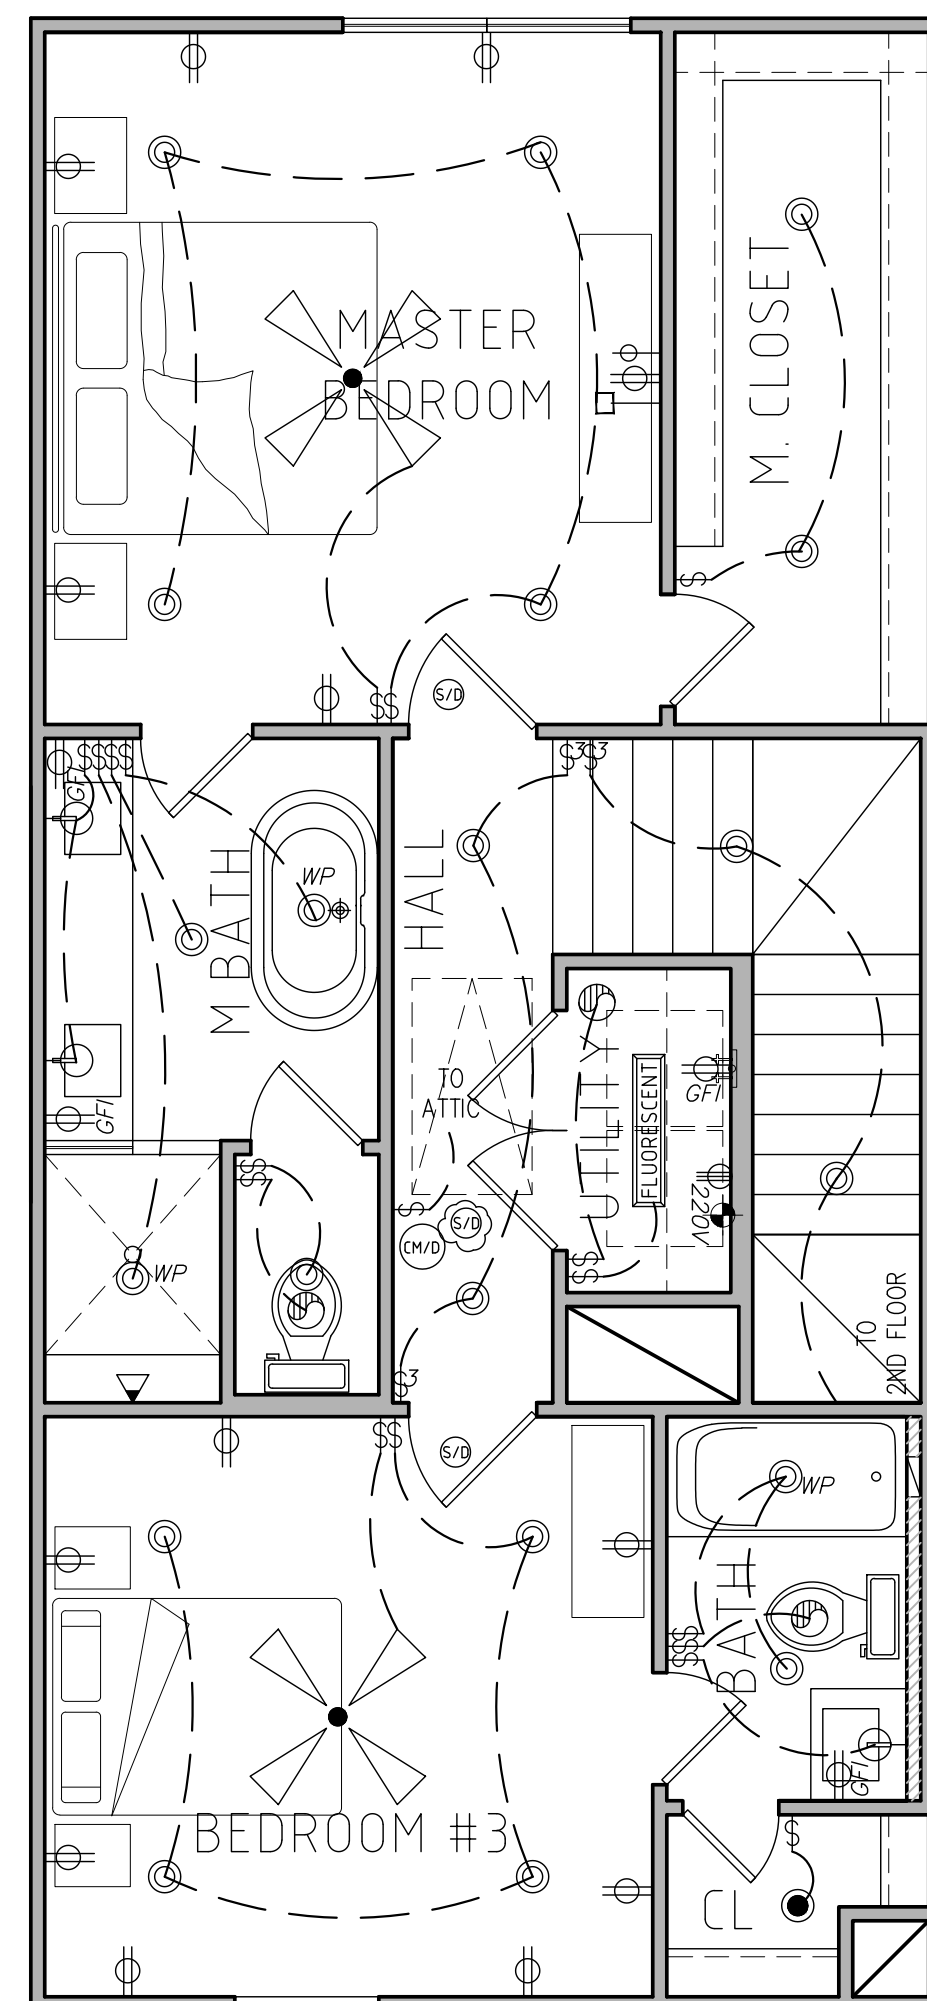 MASTER
BEDROOM
M. CLOSET
$
$$
S/D
$$$$
GFI
$³$³
HALL
WP
M BATH
TO
ATTIC
UTILITY
FLUORESCENT
GFI
GFI
220V
$$
$
S/D
CM/D
$$
WP
TO
2ND FLOOR
$³
$$
S/D
WP
BATH
$$$
GFI
BEDROOM #3
$
CL